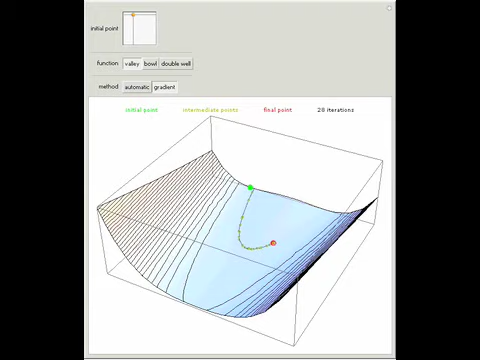 initial point
function valley bowl double well
method automatic gradient
initial point intermediate points final point 28 iterations